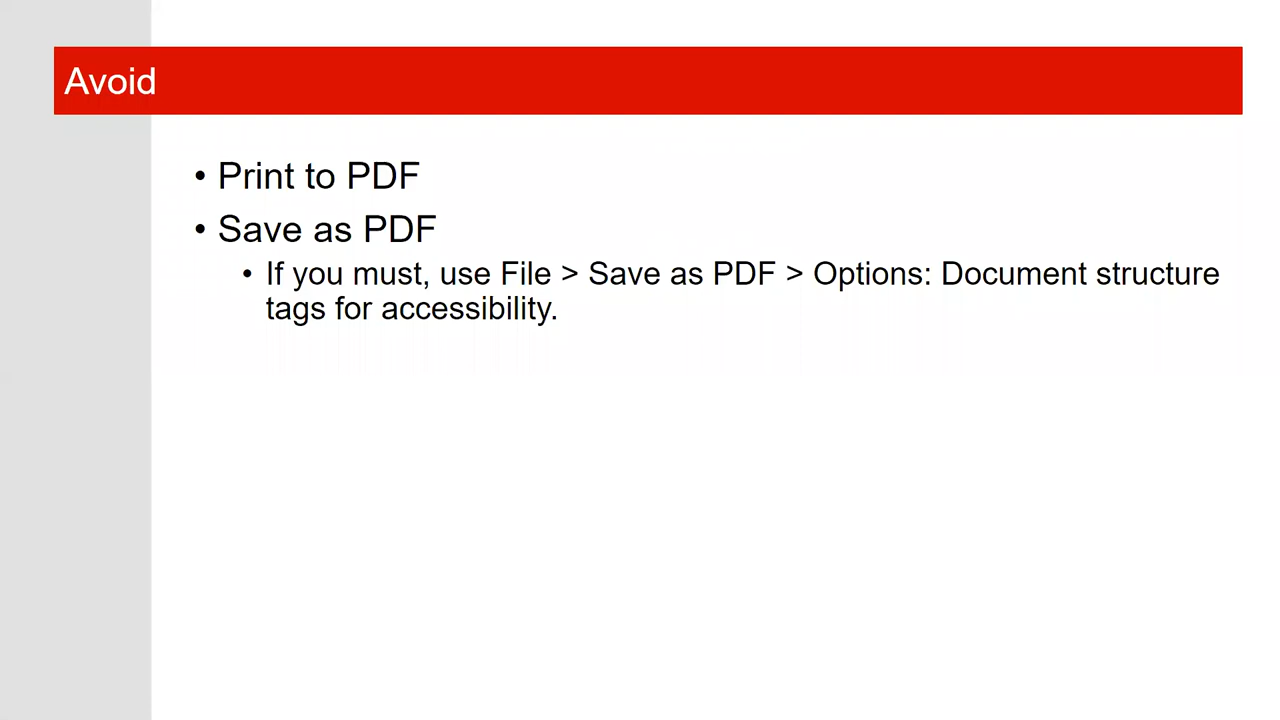 Avoid
• Print to PDF
• Save as PDF
• If you must, use File > Save as PDF > Options: Document structure
tags for accessibility.